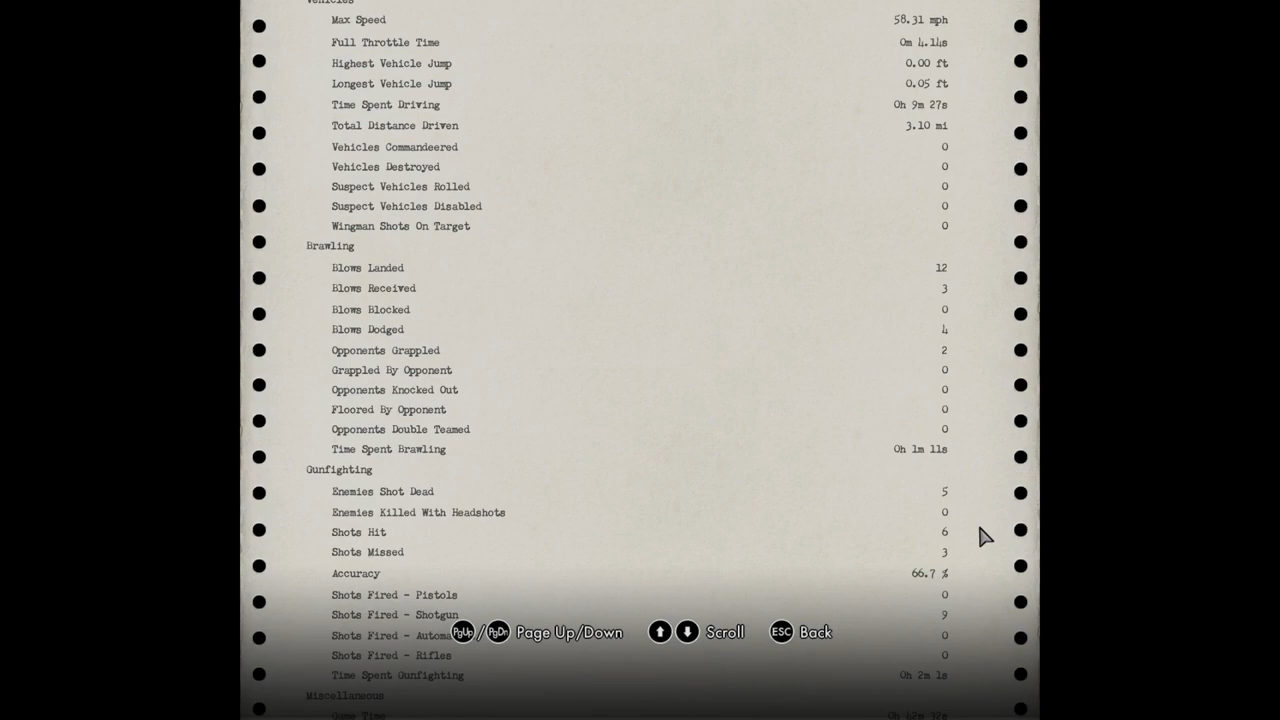 Vehicles
Max Speed 58.31 mph
Full Throttle Time 0m 4.14s
Highest Vehicle Jump 0.00 ft
Longest Vehicle Jump 0.05 ft
Time Spent Driving 0h 9m 27s
Total Distance Driven 3.10 mi
Vehicles Commandeered 0
Vehicles Destroyed 0
Suspect Vehicles Rolled 0
Suspect Vehicles Disabled 0
Wingman Shots On Target 0
Brawling
Blows Landed 12
Blows Received 3
Blows Blocked 0
Blows Dodged 4
Opponents Grappled 2
Grappled By Opponent 0
Opponents Knocked Out 0
Floored By Opponent 0
Opponents Double Teamed 0
Time Spent Brawling 0h 1m 11s
Gunfighting
Enemies Shot Dead 5
Enemies Killed With Headshots 0
Shots Hit 6
Shots Missed 3
Accuracy 66.7 %
Shots Fired - Pistols 0
Shots Fired - Shotgun 9
PgUp/PgDn Page Up/Down Scroll ESC Back
Shots Fired - Automa 0
Shots Fired - Rifles 0
Time Spent Gunfighting 0h 2m 1s
Miscellaneous
Game Time